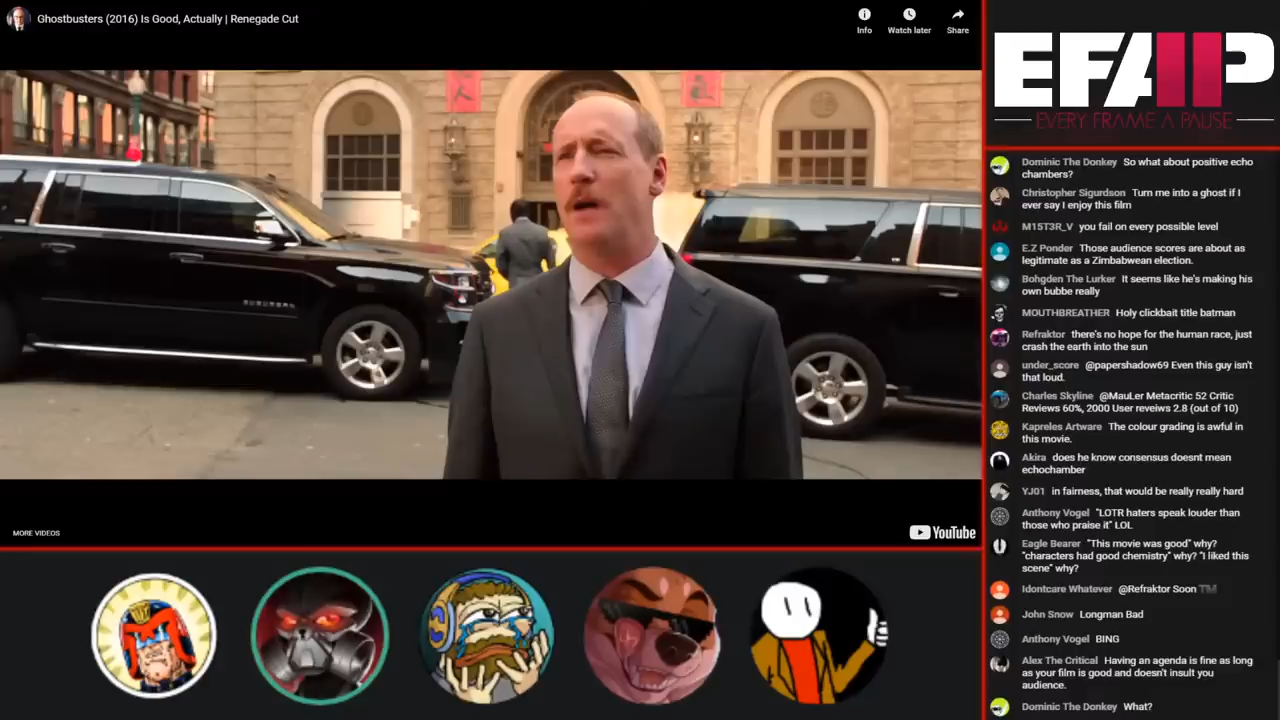 Ghostbusters (2016) Is Good, Actually | Renegade Cut
Info
Watch later
Share
EFAP
EVERY FRAME A PAUSE
SUBURBAN
MORE VIDEOS
YouTube
Dominic The Donkey So what about positive echo
chambers?
Christopher Sigurdson Turn me into a ghost if I
ever say I enjoy this film
M15T3R_V you fail on every possible level
E.Z Ponder Those audience scores are about as
legitimate as a Zimbabwean election.
Bohgden The Lurker It seems like he's making his
own bubbe really
MOUTHBREATHER Holy clickbait title batman
Refraktor there's no hope for the human race, just
crash the earth into the sun
under_score @papershadow69 Even this guy isn't
that loud.
Charles Skyline @MauLer Metacritic 52 Critic
Reviews 60%, 2000 User reveiws 2.8 (out of 10)
Kapreles Artware The colour grading is awful in
this movie.
Akira does he know consensus doesnt mean
echochamber
YJ01 in fairness, that would be really really hard
Anthony Vogel "LOTR haters speak louder than
those who praise it" LOL
Eagle Bearer "This movie was good" why?
"characters had good chemistry" why? "I liked this
scene" why?
Idontcare Whatever @Refraktor Soon TM
John Snow Longman Bad
Anthony Vogel BING
Alex The Critical Having an agenda is fine as long
as your film is good and doesn't insult you
audience.
Dominic The Donkey What?